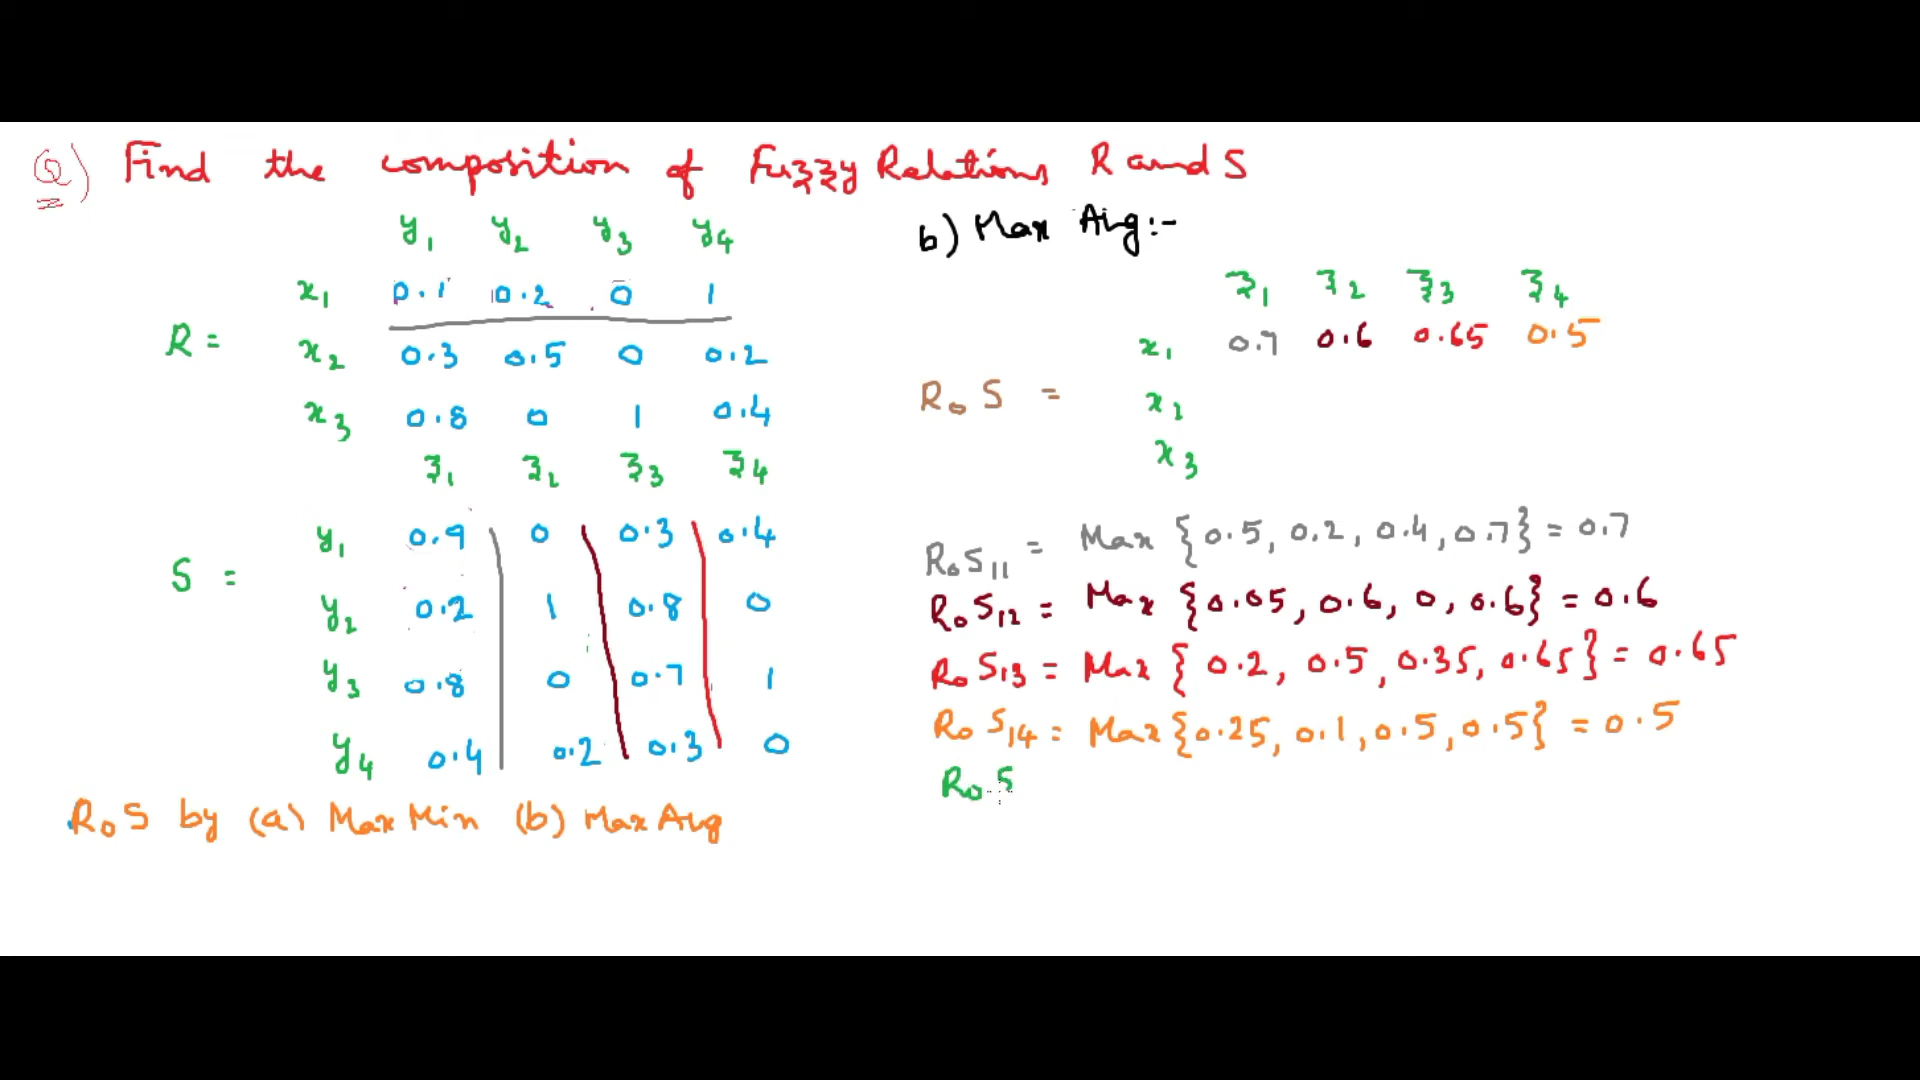 Q) Find the composition of Fuzzy Relations R and S
y1 y2 y3 y4
x1 0.1 0.2 0 1
R = x2 0.3 0.5 0 0.2
x3 0.8 0 1 0.4
z1 z2 z3 z4
y1 0.9 0 0.3 0.4
S = y2 0.2 1 0.8 0
y3 0.8 0 0.7 1
y4 0.4 0.2 0.3 0
RoS by (a) Max Min (b) Max Avg
b) Max Avg:-
z1 z2 z3 z4
x1 0.7 0.6 0.65 0.5
RoS = x2
x3
RoS11 = Max {0.5, 0.2, 0.4, 0.7} = 0.7
RoS12 = Max {0.05, 0.6, 0, 0.6} = 0.6
RoS13 = Max {0.2, 0.5, 0.35, 0.65} = 0.65
RoS14 = Max {0.25, 0.1, 0.5, 0.5} = 0.5
RoS